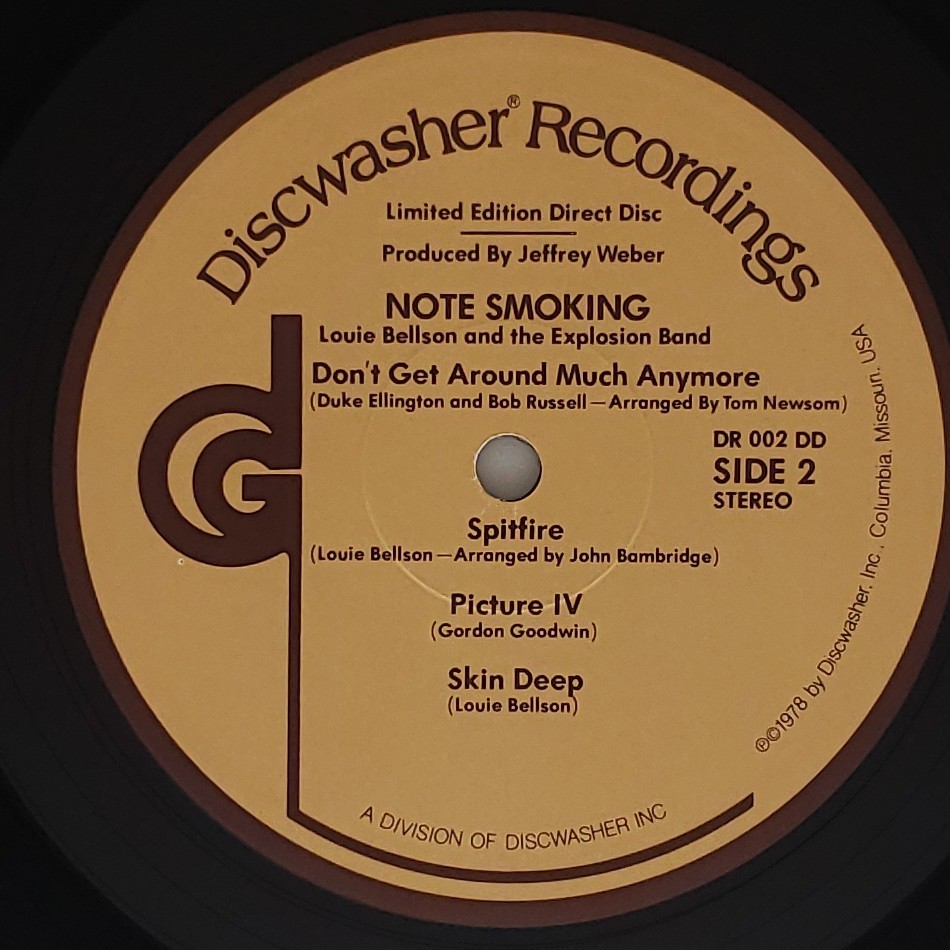 Discwasher® Recordings
Limited Edition Direct Disc
Produced By Jeffrey Weber
NOTE SMOKING
Louie Bellson and the Explosion Band
Don't Get Around Much Anymore
(Duke Ellington and Bob Russell—Arranged By Tom Newsom)
DR 002 DD
SIDE 2
STEREO
Spitfire
(Louie Bellson—Arranged by John Bambridge)
Picture IV
(Gordon Goodwin)
Skin Deep
(Louie Bellson)
℗©1978 by Discwasher, Inc., Columbia, Missouri, USA
A DIVISION OF DISCWASHER INC